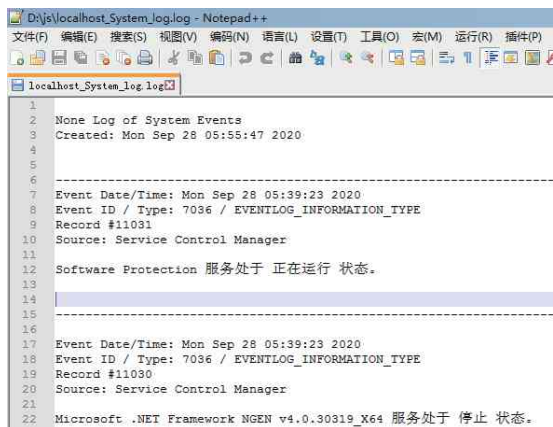 D:\js\localhost_System_log.log - Notepad++
文件(F) 编辑(E) 搜索(S) 视图(V) 编码(N) 语言(L) 设置(T) 工具(O) 宏(M) 运行(R) 插件(P)
localhost_System_log.log
1
2 None Log of System Events
3 Created: Mon Sep 28 05:55:47 2020
4
5
6 --------------------------------------------------------------------
7 Event Date/Time: Mon Sep 28 05:39:23 2020
8 Event ID / Type: 7036 / EVENTLOG_INFORMATION_TYPE
9 Record #11031
10 Source: Service Control Manager
11
12 Software Protection 服务处于 正在运行 状态。
13
14
15 --------------------------------------------------------------------
16
17 Event Date/Time: Mon Sep 28 05:39:23 2020
18 Event ID / Type: 7036 / EVENTLOG_INFORMATION_TYPE
19 Record #11030
20 Source: Service Control Manager
21
22 Microsoft .NET Framework NGEN v4.0.30319_X64 服务处于 停止 状态。